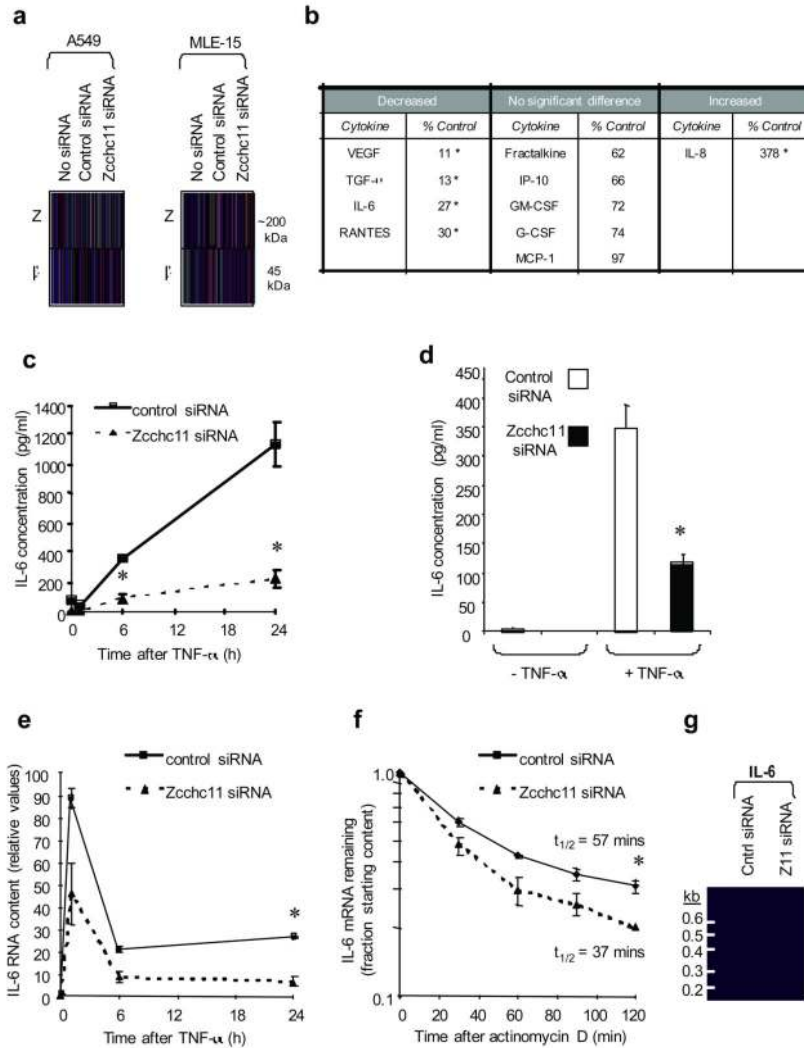 a
A549
MLE-15
No siRNA
Control siRNA
Zcchc11 siRNA
No siRNA
Control siRNA
Zcchc11 siRNA
Z
~200
kDa
45
kDa
b
Decreased
No significant difference
Increased
Cytokine % Control Cytokine % Control Cytokine % Control
VEGF 11 * Fractalkine 62 IL-8 378 *
TGF-α 13 * IP-10 66
IL-6 27 * GM-CSF 72
RANTES 30 * G-CSF 74
MCP-1 97
c
control siRNA
Zcchc11 siRNA
IL-6 concentration (pg/ml)
1400
1200
1000
800
600
400
200
0
*
*
0 6 12 18 24
Time after TNF-α (h)
d
Control
siRNA
Zcchc11
siRNA
IL-6 concentration (pg/ml)
450
400
350
300
250
200
150
100
50
0
*
- TNF-α
+ TNF-α
e
control siRNA
Zcchc11 siRNA
IL-6 RNA content (relative values)
100
90
80
70
60
50
40
30
20
10
0
*
0 6 12 18 24
Time after TNF-α (h)
f
control siRNA
Zcchc11 siRNA
IL-6 mRNA remaining
(fraction starting content)
1.0
0.1
t1/2 = 57 mins
*
t1/2 = 37 mins
0 20 40 60 80 100 120
Time after actinomycin D (min)
g
IL-6
Cntrl siRNA
Z11 siRNA
kb
0.6
0.5
0.4
0.3
0.2